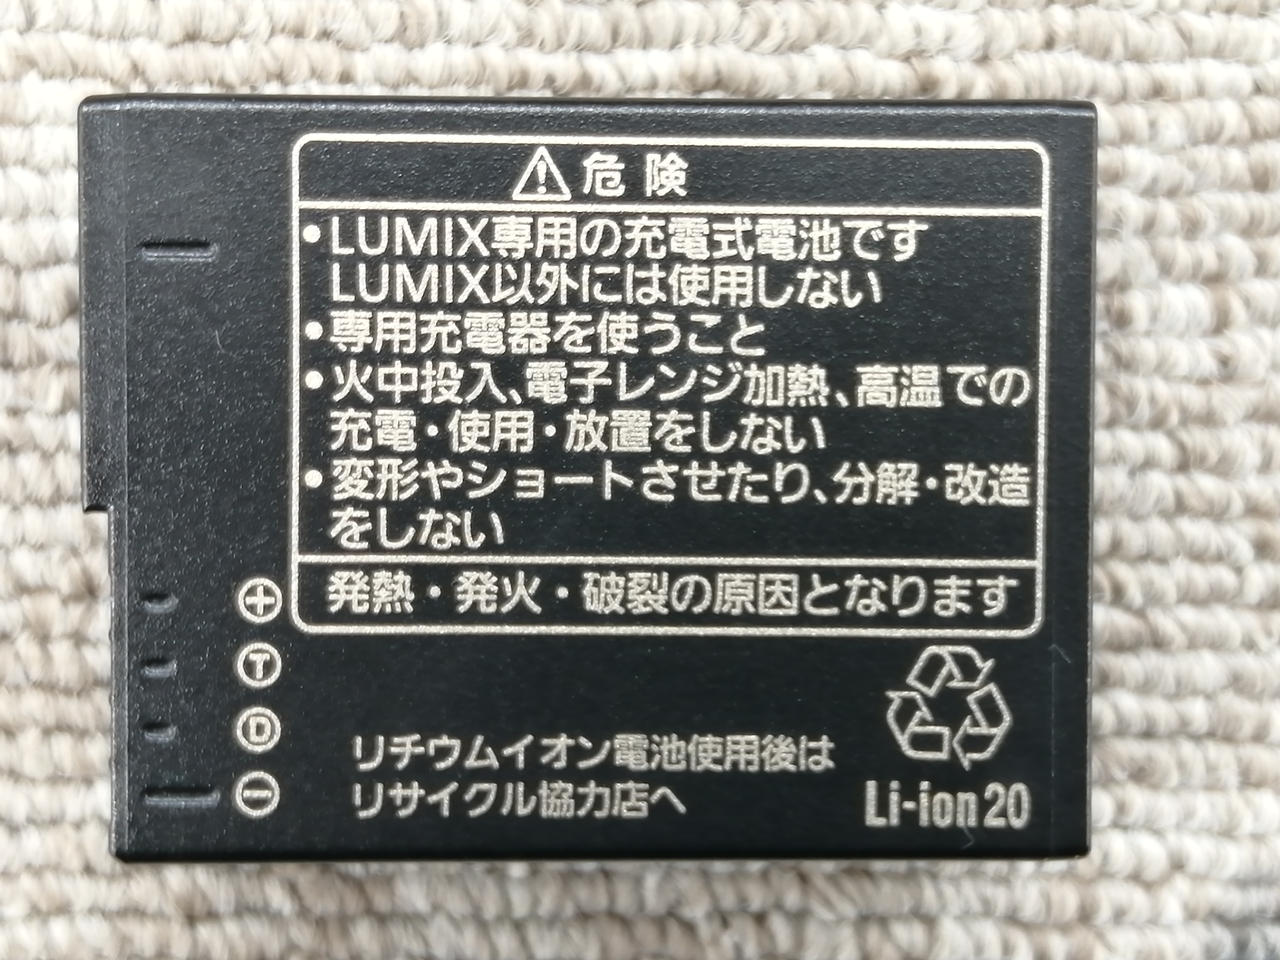 ⚠危険
・LUMIX専用の充電式電池です
LUMIX以外には使用しない
・専用充電器を使うこと
・火中投入、電子レンジ加熱、高温での
充電・使用・放置をしない
・変形やショートさせたり、分解・改造
をしない
発熱・発火・破裂の原因となります
+
T
D
−
リチウムイオン電池使用後は
リサイクル協力店へ
Li-ion20